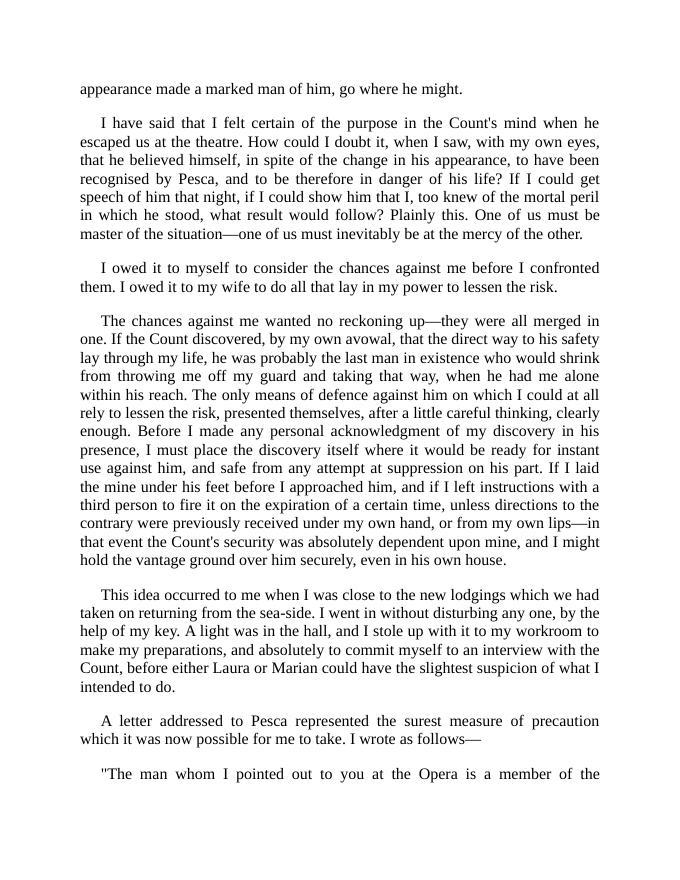 appearance made a marked man of him, go where he might.
I have said that I felt certain of the purpose in the Count's mind when he
escaped us at the theatre. How could I doubt it, when I saw, with my own eyes,
that he believed himself, in spite of the change in his appearance, to have been
recognised by Pesca, and to be therefore in danger of his life? If I could get
speech of him that night, if I could show him that I, too knew of the mortal peril
in which he stood, what result would follow? Plainly this. One of us must be
master of the situation—one of us must inevitably be at the mercy of the other.
I owed it to myself to consider the chances against me before I confronted
them. I owed it to my wife to do all that lay in my power to lessen the risk.
The chances against me wanted no reckoning up—they were all merged in
one. If the Count discovered, by my own avowal, that the direct way to his safety
lay through my life, he was probably the last man in existence who would shrink
from throwing me off my guard and taking that way, when he had me alone
within his reach. The only means of defence against him on which I could at all
rely to lessen the risk, presented themselves, after a little careful thinking, clearly
enough. Before I made any personal acknowledgment of my discovery in his
presence, I must place the discovery itself where it would be ready for instant
use against him, and safe from any attempt at suppression on his part. If I laid
the mine under his feet before I approached him, and if I left instructions with a
third person to fire it on the expiration of a certain time, unless directions to the
contrary were previously received under my own hand, or from my own lips—in
that event the Count's security was absolutely dependent upon mine, and I might
hold the vantage ground over him securely, even in his own house.
This idea occurred to me when I was close to the new lodgings which we had
taken on returning from the sea-side. I went in without disturbing any one, by the
help of my key. A light was in the hall, and I stole up with it to my workroom to
make my preparations, and absolutely to commit myself to an interview with the
Count, before either Laura or Marian could have the slightest suspicion of what I
intended to do.
A letter addressed to Pesca represented the surest measure of precaution
which it was now possible for me to take. I wrote as follows—
"The man whom I pointed out to you at the Opera is a member of the